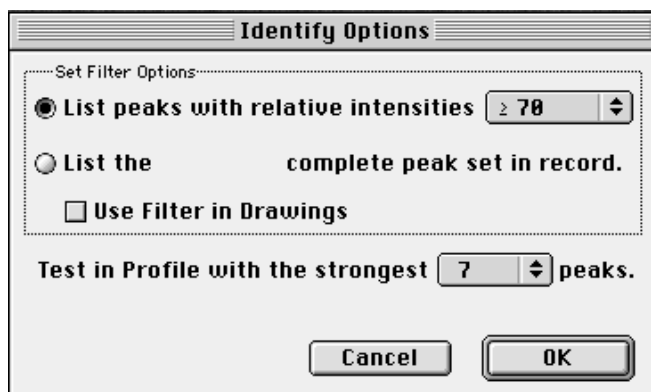 Identify Options
Set Filter Options
List peaks with relative intensities ≥ 70
List the complete peak set in record.
Use Filter in Drawings
Test in Profile with the strongest 7 peaks.
Cancel OK